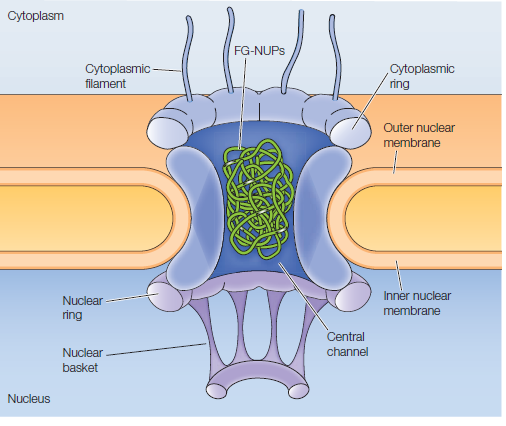 Cytoplasm
FG-NUPs
Cytoplasmic
filament
Cytoplasmic
ring
Outer nuclear
membrane
Nuclear
ring
Inner nuclear
membrane
Central
channel
Nuclear
basket
Nucleus